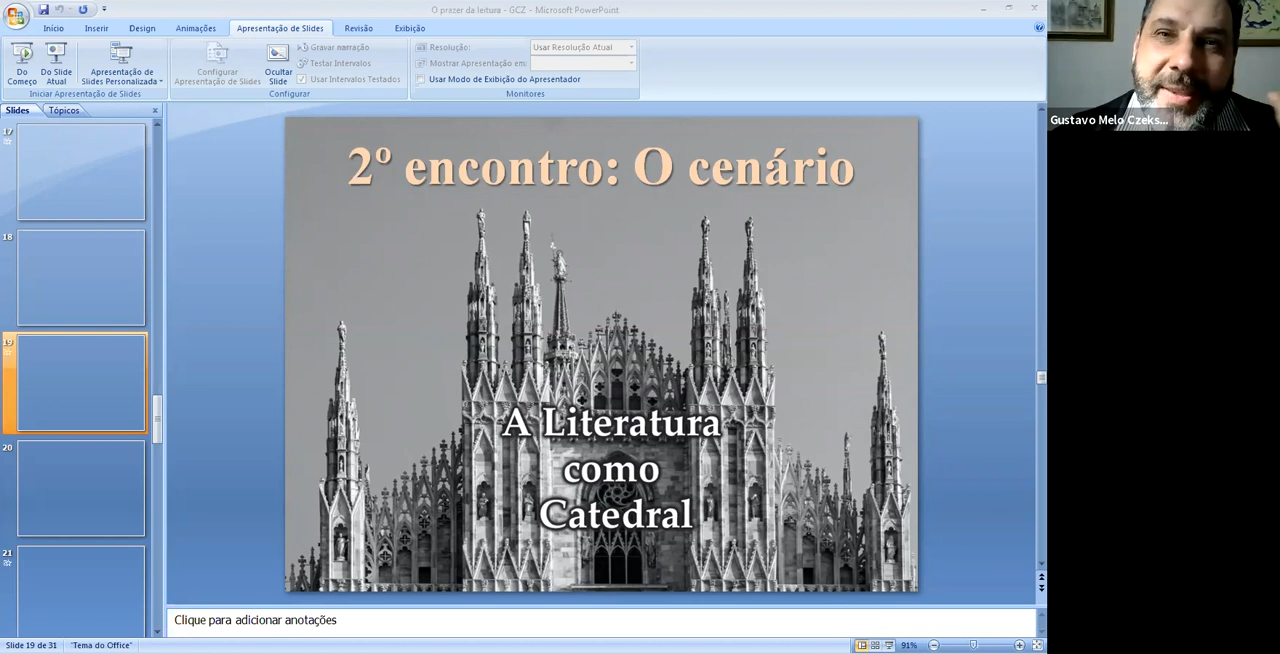 O prazer da leitura - GCZ - Microsoft PowerPoint
Início
Inserir
Design
Animações
Apresentação de Slides
Revisão
Exibição
Do Começo
Do Slide Atual
Apresentação de Slides Personalizada
Iniciar Apresentação de Slides
Configurar Apresentação de Slides
Ocultar Slide
Gravar narração
Testar Intervalos
Usar Intervalos Testados
Configurar
Resolução:
Usar Resolução Atual
Mostrar Apresentação em:
Usar Modo de Exibição do Apresentador
Monitores
Slides
Tópicos
17
18
19
20
21
2º encontro: O cenário
A Literatura
como
Catedral
Gustavo Melo Czeks...
Clique para adicionar anotações
Slide 19 de 31
"Tema do Office"
91%